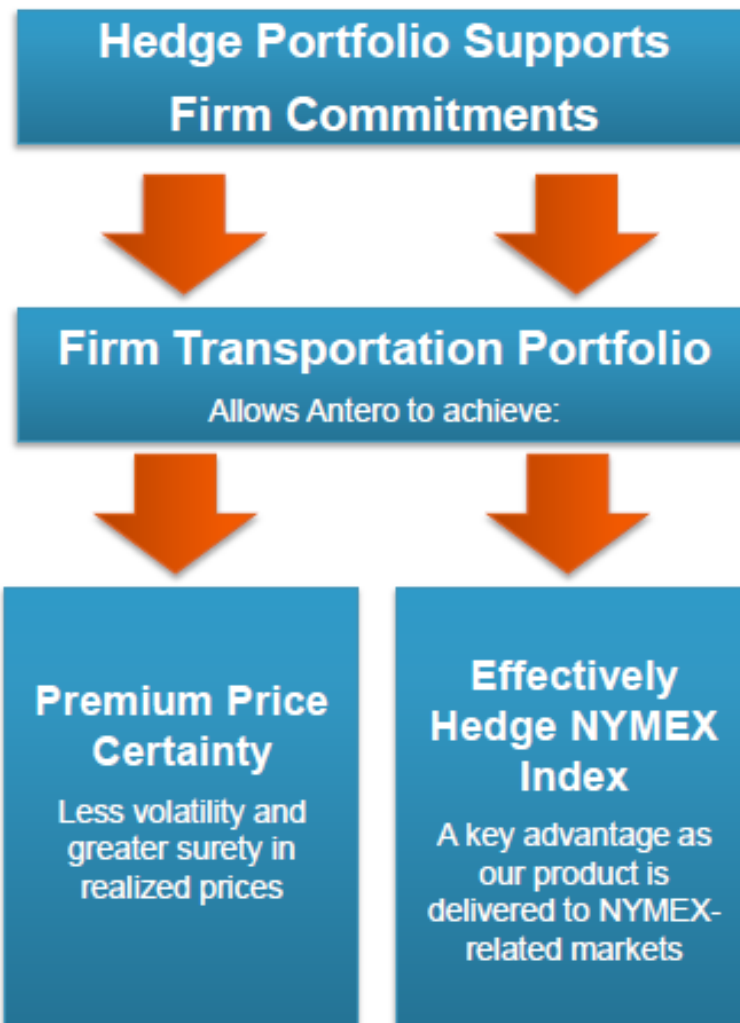 Hedge Portfolio Supports
Firm Commitments
Firm Transportation Portfolio
Allows Antero to achieve:
Premium Price
Certainty
Less volatility and
greater surety in
realized prices
Effectively
Hedge NYMEX
Index
A key advantage as
our product is
delivered to NYMEX-
related markets